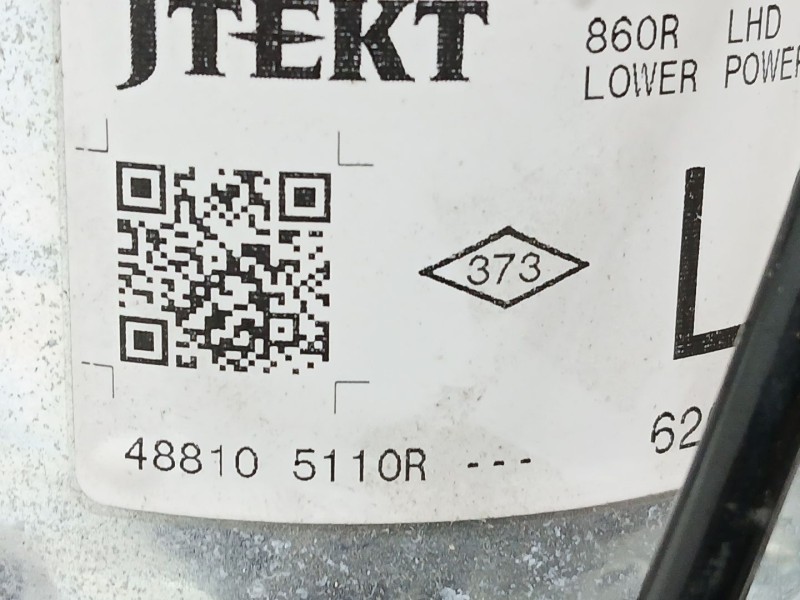 JTEKT
860R LHD
LOWER POWER
373
L
48810 5110R ---
62